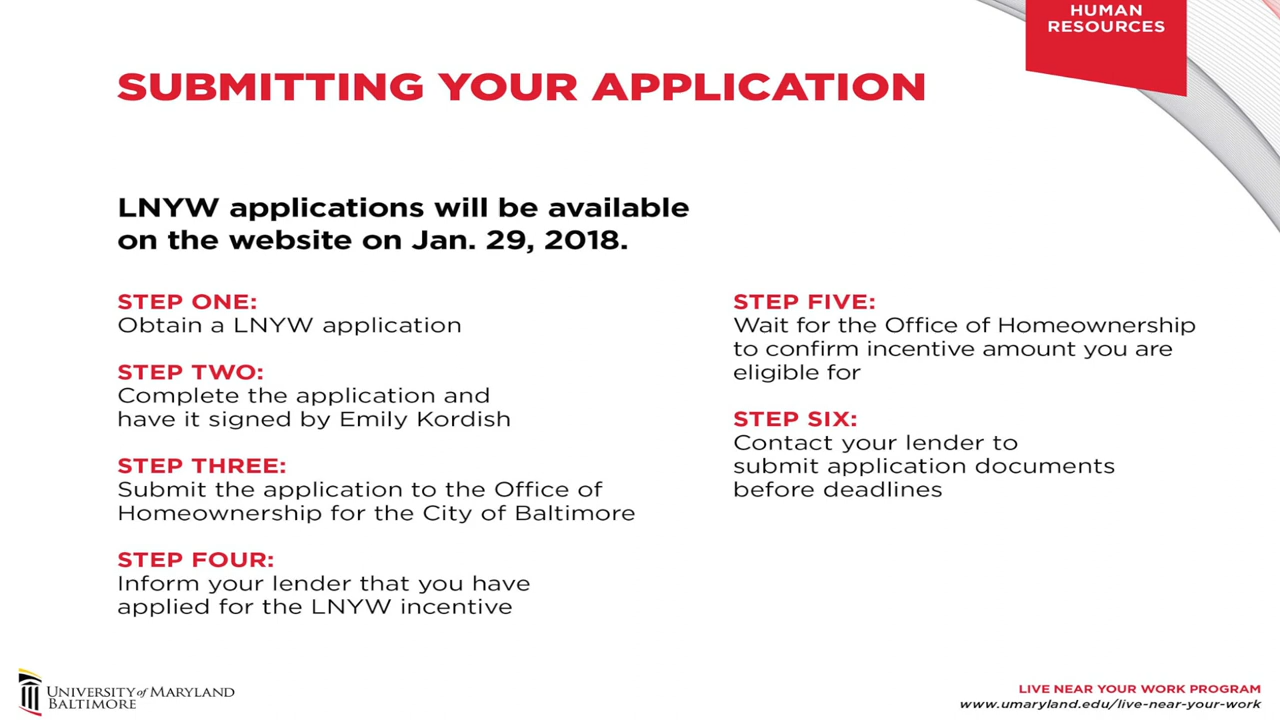 HUMAN
RESOURCES
SUBMITTING YOUR APPLICATION
LNYW applications will be available
on the website on Jan. 29, 2018.
STEP ONE:
Obtain a LNYW application
STEP TWO:
Complete the application and
have it signed by Emily Kordish
STEP THREE:
Submit the application to the Office of
Homeownership for the City of Baltimore
STEP FOUR:
Inform your lender that you have
applied for the LNYW incentive
STEP FIVE:
Wait for the Office of Homeownership
to confirm incentive amount you are
eligible for
STEP SIX:
Contact your lender to
submit application documents
before deadlines
UNIVERSITY of MARYLAND
BALTIMORE
LIVE NEAR YOUR WORK PROGRAM
www.umaryland.edu/live-near-your-work